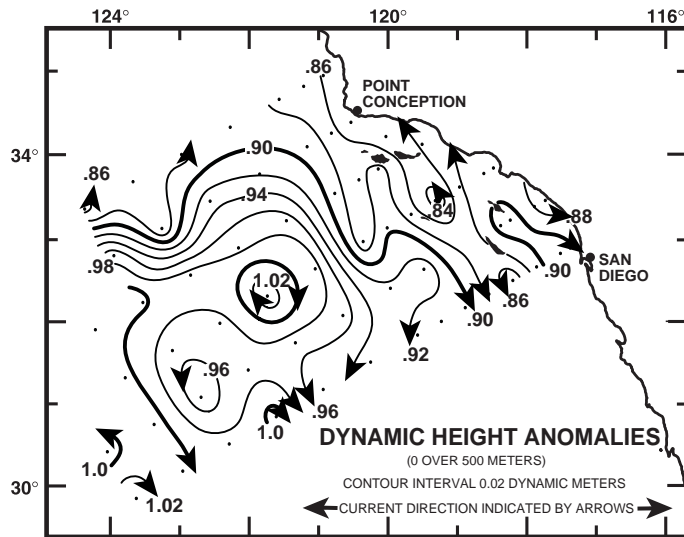 124° 120° 116°
.86
POINT
CONCEPTION
.90
34°
.86
.94
.84
.88
.98
1.02
.90
SAN
DIEGO
.86
.90
.92
.96
.96
1.0
DYNAMIC HEIGHT ANOMALIES
(0 OVER 500 METERS)
1.0
CONTOUR INTERVAL 0.02 DYNAMIC METERS
30°
1.02
CURRENT DIRECTION INDICATED BY ARROWS